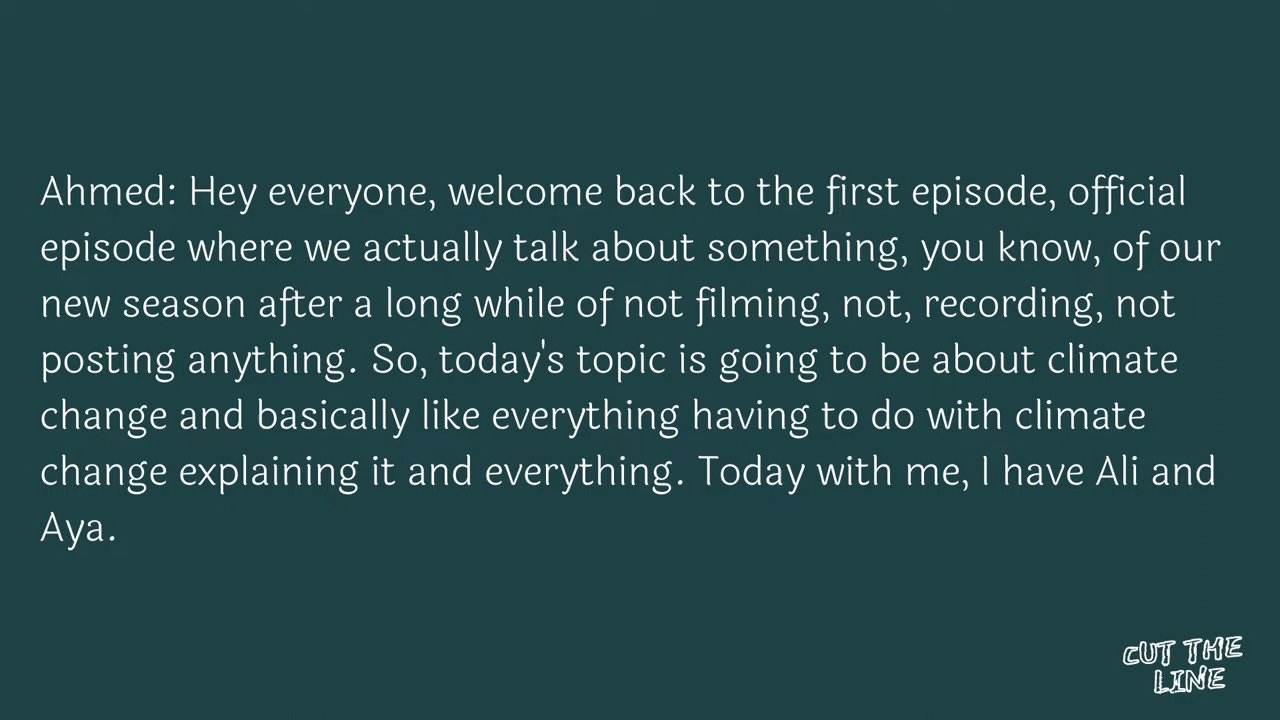 Ahmed: Hey everyone, welcome back to the first episode, official
episode where we actually talk about something, you know, of our
new season after a long while of not filming, not, recording, not
posting anything. So, today's topic is going to be about climate
change and basically like everything having to do with climate
change explaining it and everything. Today with me, I have Ali and
Aya.
CUT THE
LINE